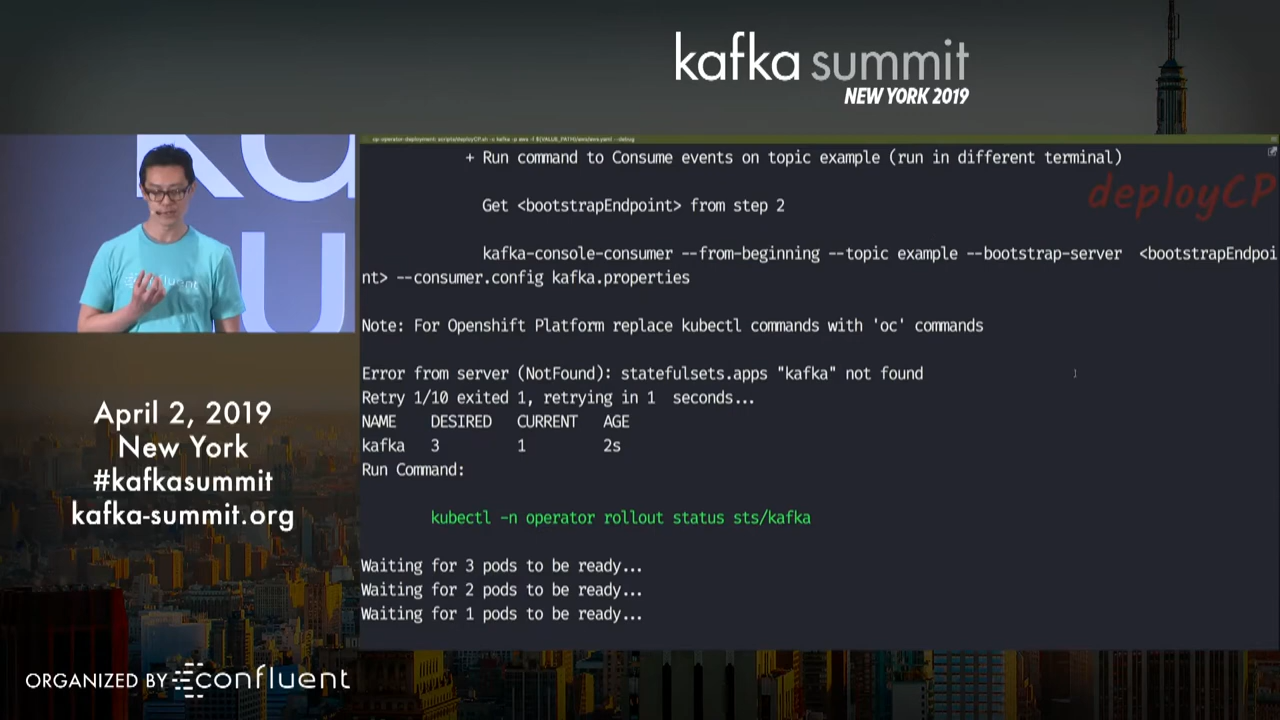 kafka summit
NEW YORK 2019
+ Run command to Consume events on topic example (run in different terminal)
deployCP
Get <bootstrapEndpoint> from step 2
kafka-console-consumer --from-beginning --topic example --bootstrap-server <bootstrapEndpoi
nt> --consumer.config kafka.properties
Note: For Openshift Platform replace kubectl commands with 'oc' commands
Error from server (NotFound): statefulsets.apps "kafka" not found
Retry 1/10 exited 1, retrying in 1 seconds...
NAME DESIRED CURRENT AGE
kafka 3 1 2s
Run Command:
kubectl -n operator rollout status sts/kafka
Waiting for 3 pods to be ready...
Waiting for 2 pods to be ready...
Waiting for 1 pods to be ready...
April 2, 2019
New York
#kafkasummit
kafka-summit.org
ORGANIZED BY confluent